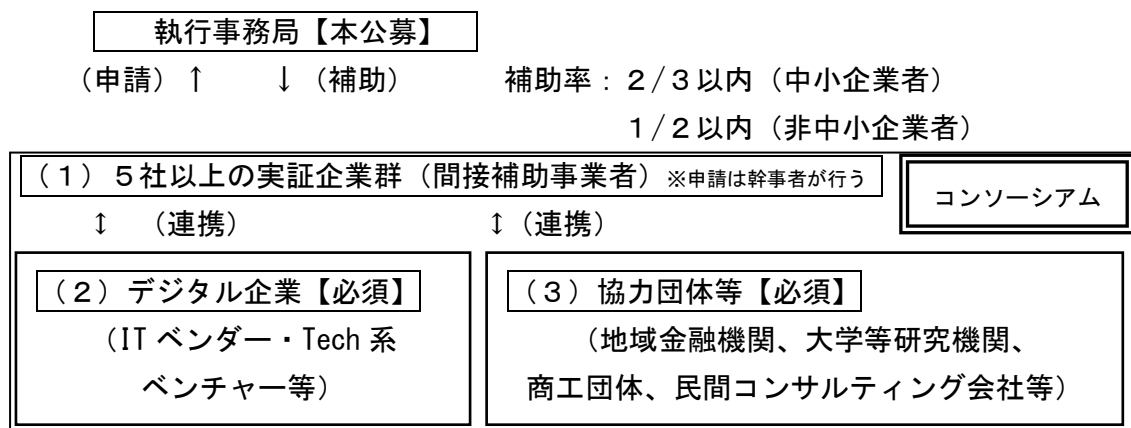 執行事務局【本公募】
（申請）↑　↓（補助）　補助率：２/３以内（中小企業者）
１/２以内（非中小企業者）
（１）５社以上の実証企業群（間接補助事業者）※申請は幹事者が行う
コンソーシアム
↕　（連携）　↕（連携）
（２）デジタル企業【必須】
（IT ベンダー・Tech 系
ベンチャー等）
（３）協力団体等【必須】
（地域金融機関、大学等研究機関、
商工団体、民間コンサルティング会社等）